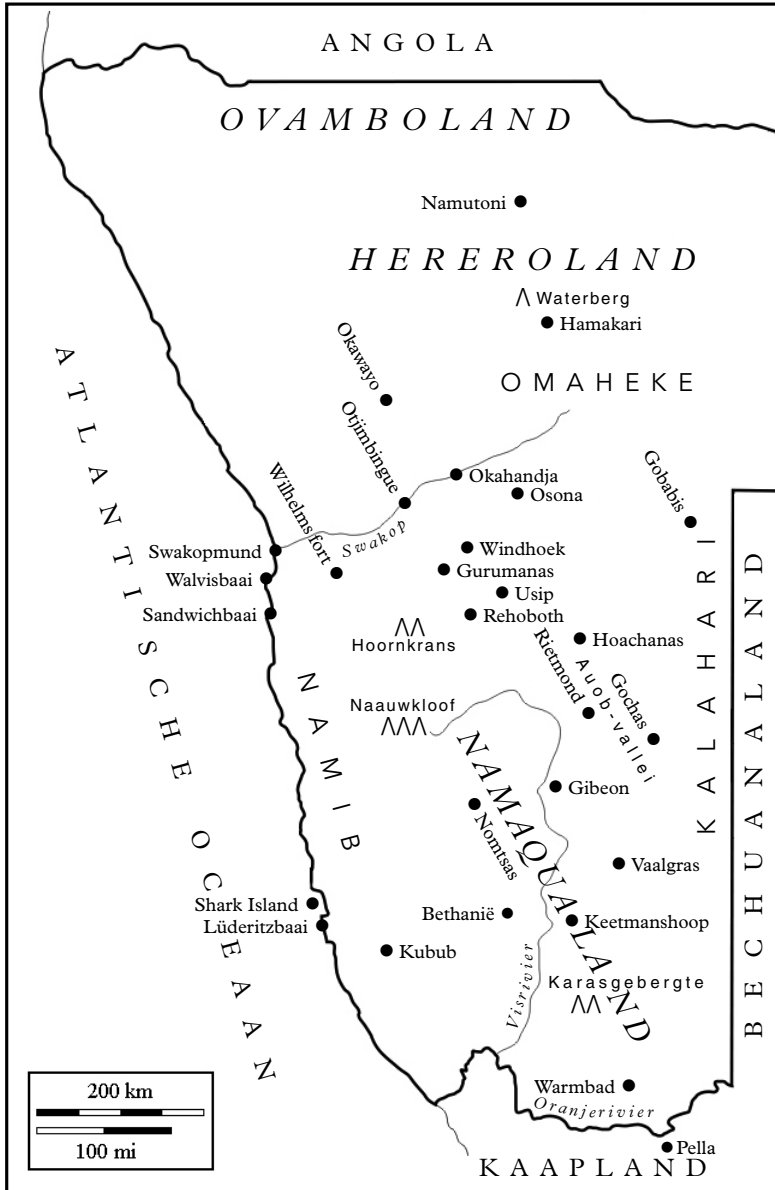 ANGOLA
OVAMBOLAND
Namutoni
HEREROLAND
Waterberg
Hamakari
Okawayo
OMAHEKE
Otjimbingue
Okahandja
Osona
Gobabis
Wilhelmsfort
Swakop
Swakopmund
Windhoek
Walvisbaai
Gurumanas
Usip
Sandwichbaai
Rehoboth
Hoornkrans
Hoachanas
Rietmond
Auob-vallei
Gochas
KALAHARI
BECHUANALAND
ATLANTISCHE OCEAAN
NAMIB
Naauwkloof
NAMAQUALAND
Gibeon
Nomtsas
Vaalgras
Shark Island
Bethanië
Keetmanshoop
Lüderitzbaai
Kubub
Visrivier
Karasgebergte
Warmbad
Oranjerivier
200 km
100 mi
Pella
KAAPLAND